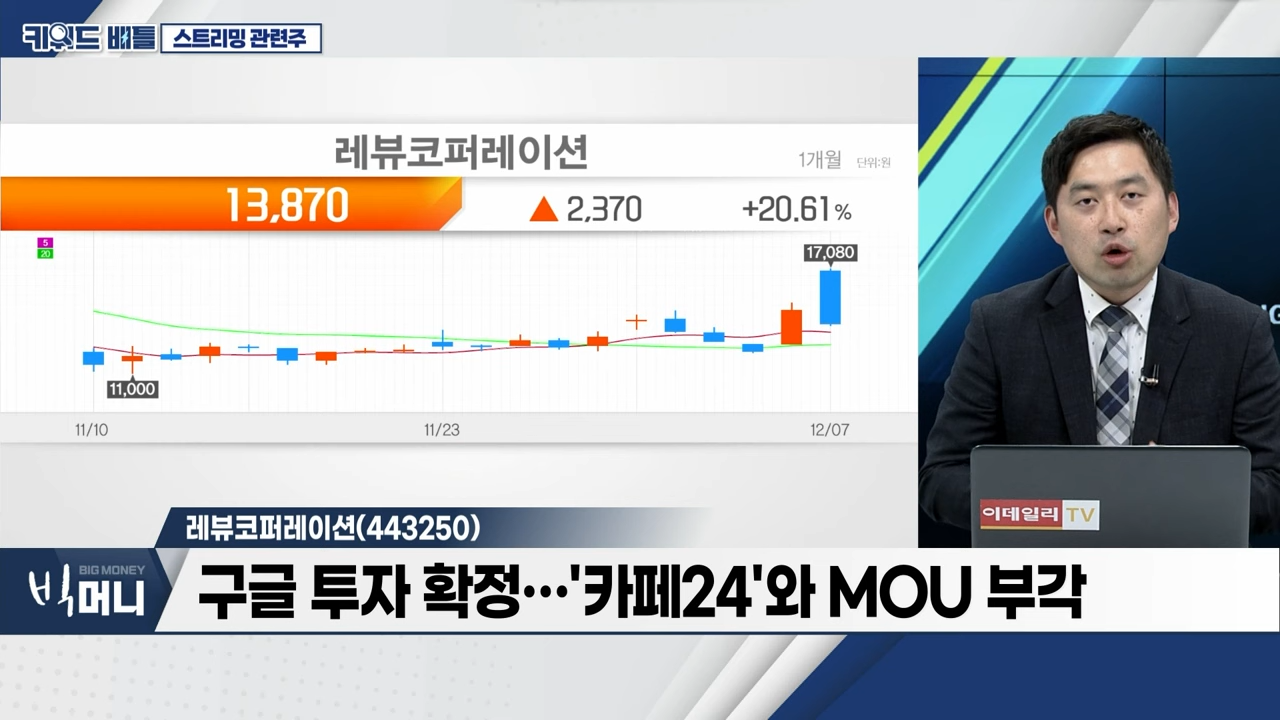 키워드 배틀 스트리밍 관련주
레뷰코퍼레이션
1개월 단위:원
13,870 ▲ 2,370 +20.61%
5
20
17,080
11,000
11/10 11/23 12/07
이데일리 TV
레뷰코퍼레이션(443250)
BIG MONEY
빅머니
구글 투자 확정…'카페24'와 MOU 부각